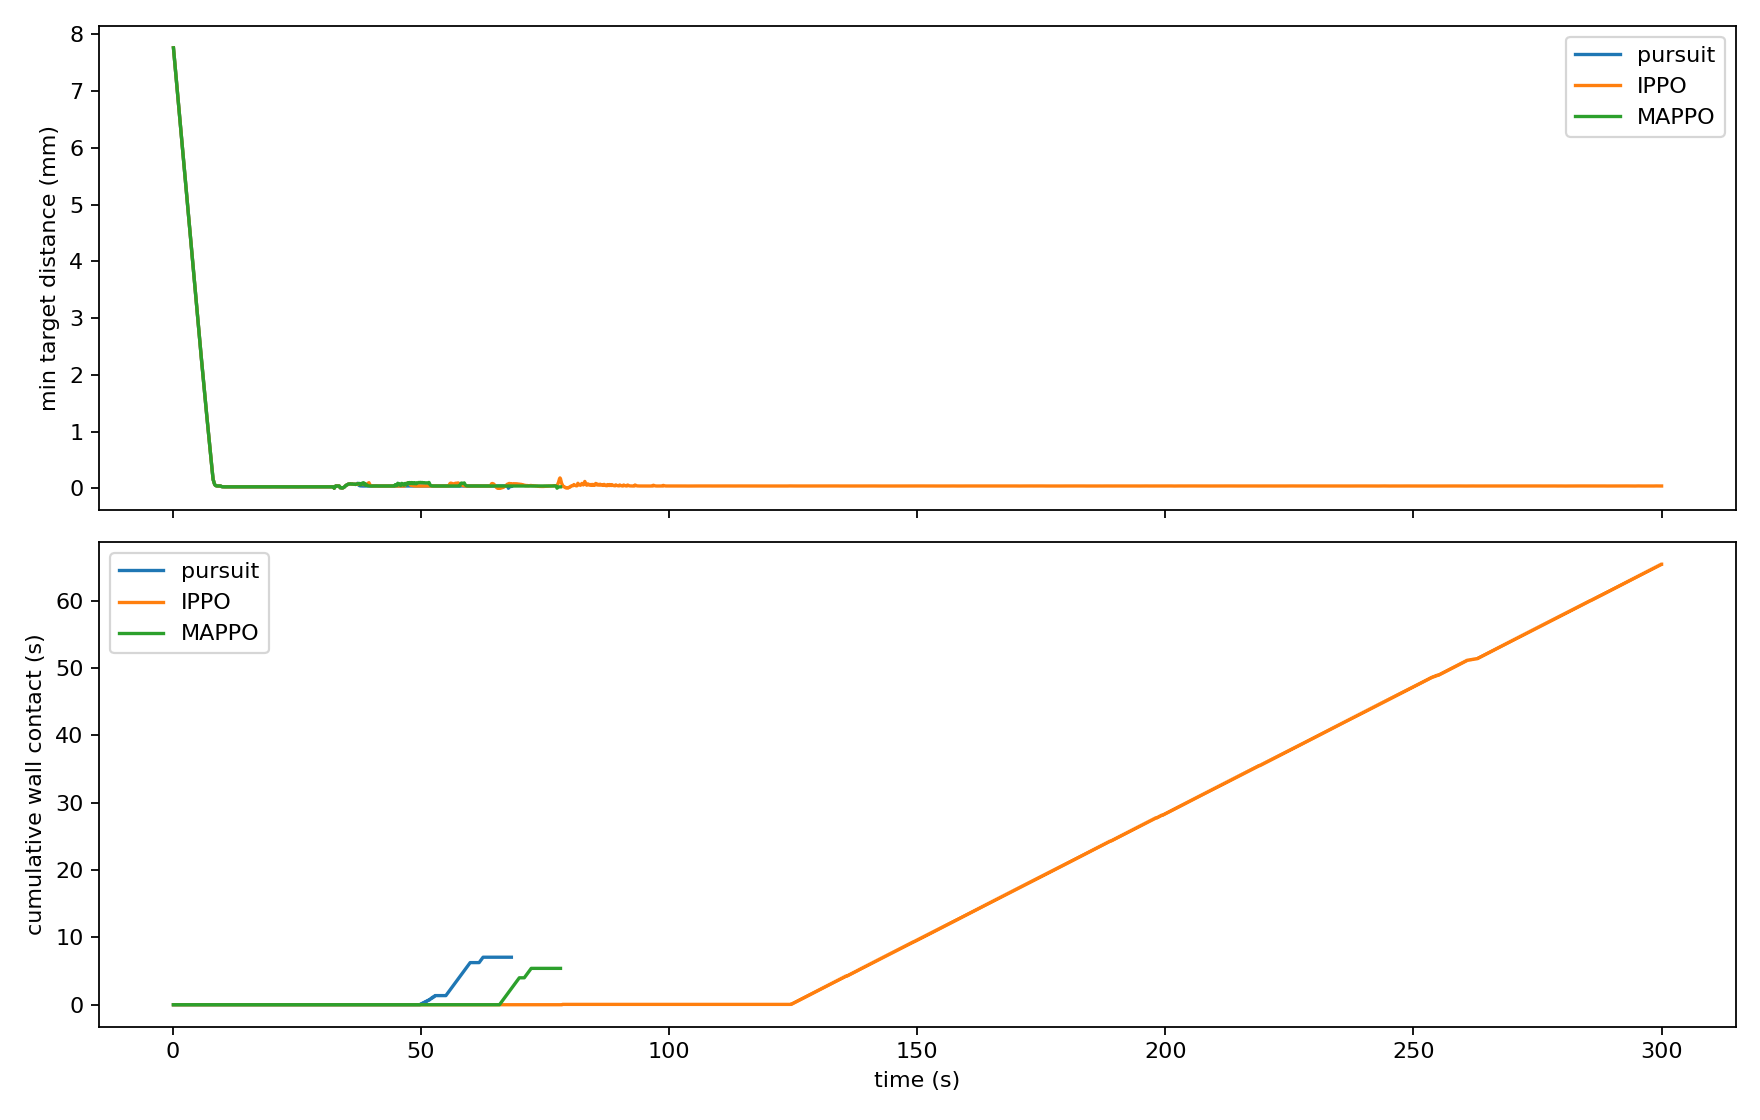 8
7
6
5
4
3
2
1
0
min target distance (mm)
pursuit
IPPO
MAPPO
60
50
40
30
20
10
0
cumulative wall contact (s)
pursuit
IPPO
MAPPO
0 50 100 150 200 250 300
time (s)